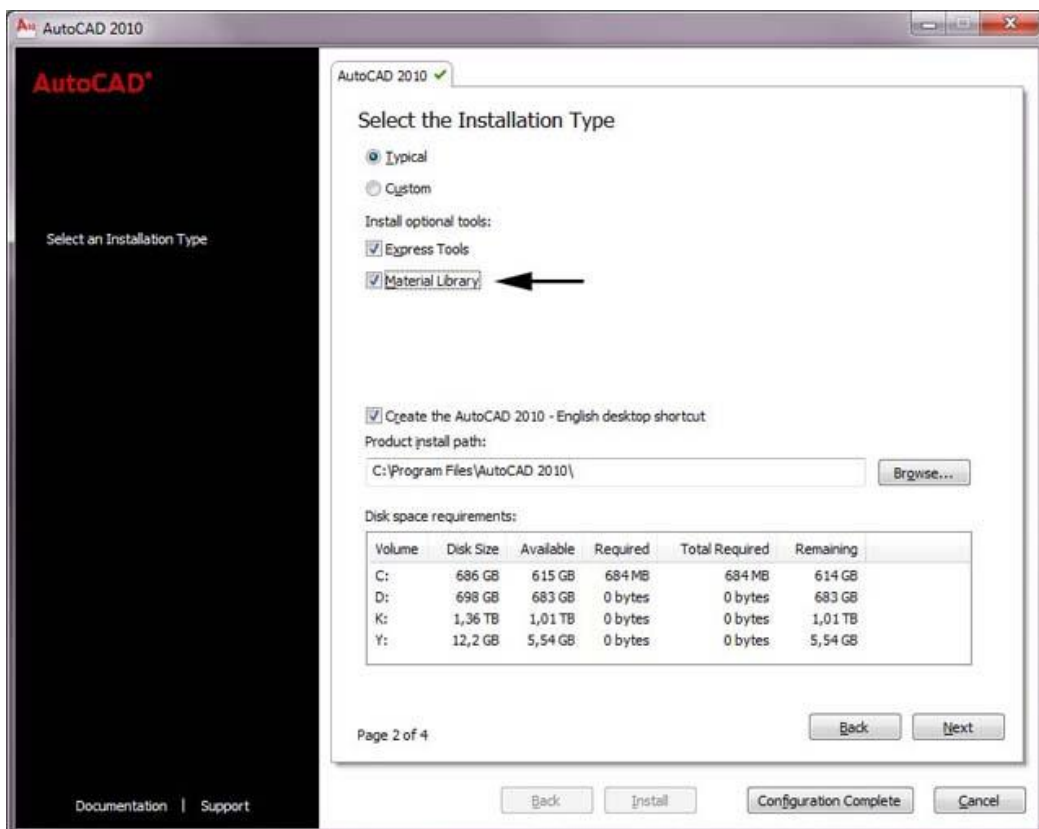 AutoCAD 2010
AutoCAD®
Select an Installation Type
AutoCAD 2010
Select the Installation Type
Typical
Custom
Install optional tools:
Express Tools
Material Library
Create the AutoCAD 2010 - English desktop shortcut
Product install path:
C:\Program Files\AutoCAD 2010\
Browse...
Disk space requirements:
Volume Disk Size Available Required Total Required Remaining
C: 686 GB 615 GB 684 MB 684 MB 614 GB
D: 698 GB 683 GB 0 bytes 0 bytes 683 GB
K: 1,36 TB 1,01 TB 0 bytes 0 bytes 1,01 TB
Y: 12,2 GB 5,54 GB 0 bytes 0 bytes 5,54 GB
Page 2 of 4
Back Next
Documentation | Support
Back Install Configuration Complete Cancel